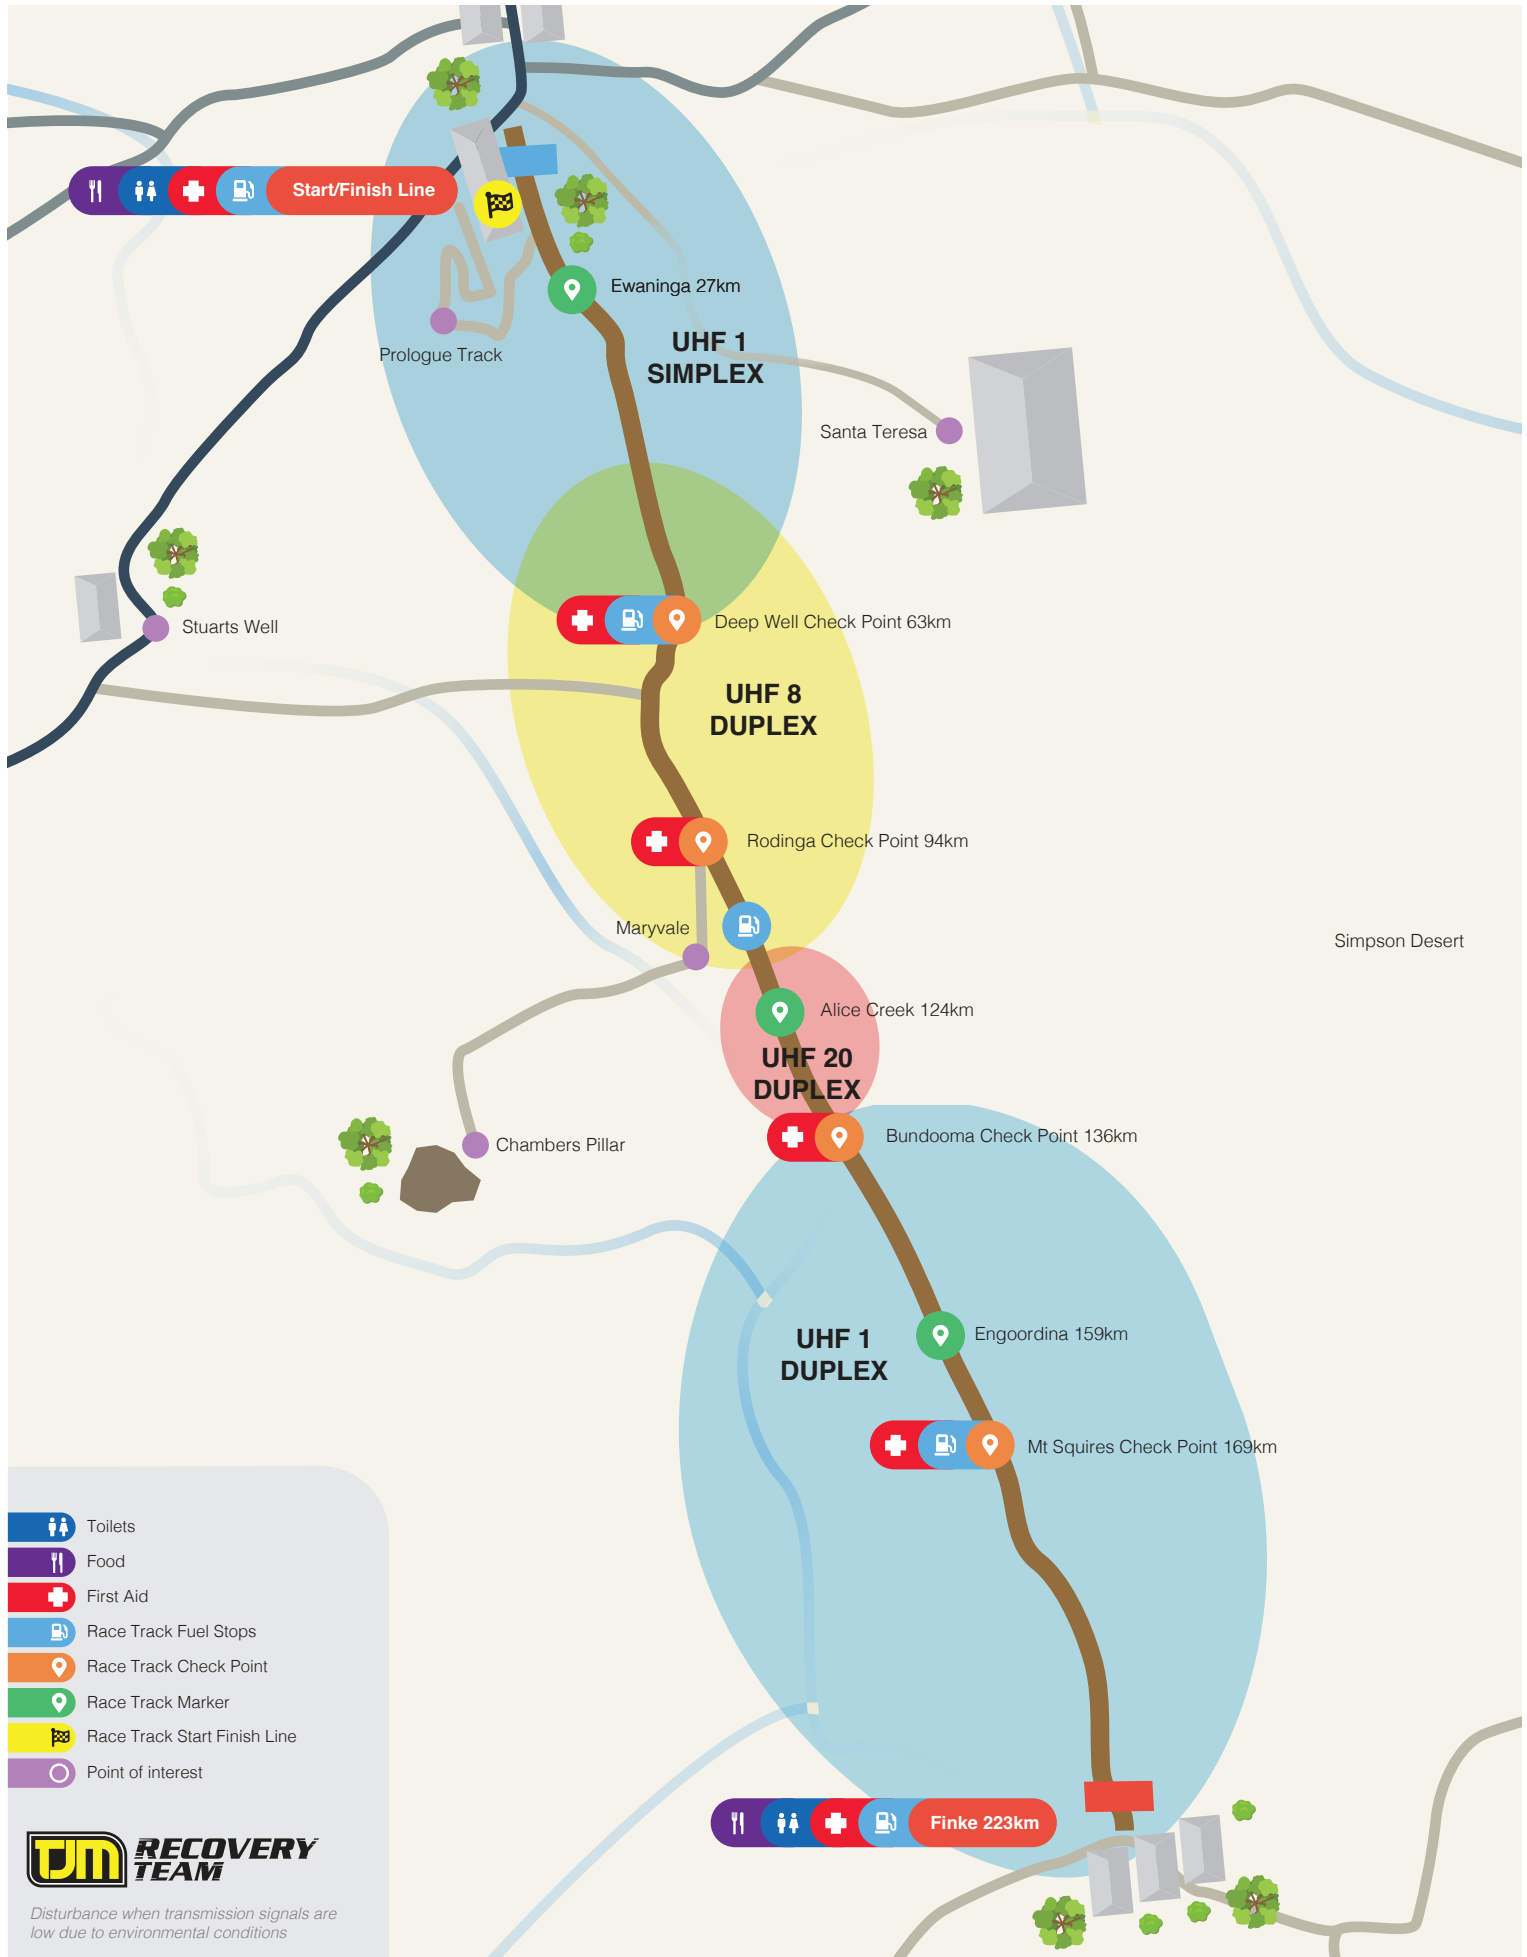 Start/Finish Line
Ewaninga 27km
UHF 1
SIMPLEX
Prologue Track
Santa Teresa
Stuarts Well
Deep Well Check Point 63km
UHF 8
DUPLEX
Rodinga Check Point 94km
Maryvale
Simpson Desert
Alice Creek 124km
UHF 20
DUPLEX
Bundooma Check Point 136km
Chambers Pillar
UHF 1
DUPLEX
Engoordina 159km
Mt Squires Check Point 169km
Toilets
Food
First Aid
Race Track Fuel Stops
Race Track Check Point
Race Track Marker
Race Track Start Finish Line
Point of interest
Finke 223km
TJM RECOVERY
TEAM
Disturbance when transmission signals are
low due to environmental conditions